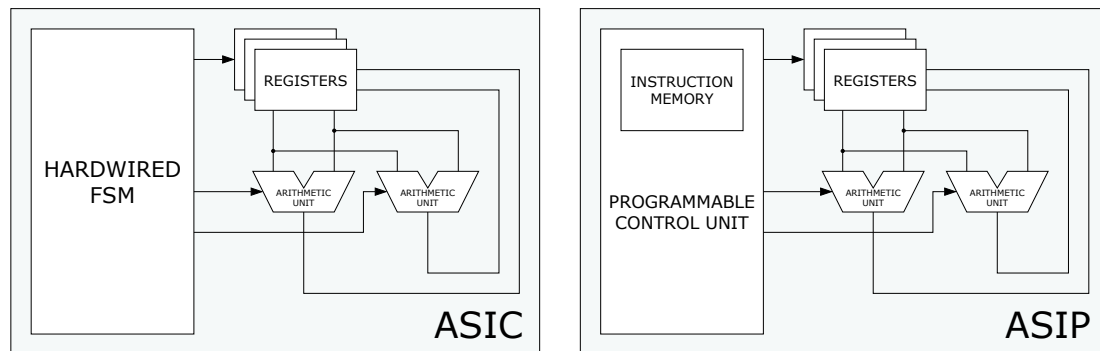 REGISTERS
HARDWIRED
FSM
ARITHMETIC
UNIT
ARITHMETIC
UNIT
ASIC
INSTRUCTION
MEMORY
REGISTERS
PROGRAMMABLE
CONTROL UNIT
ARITHMETIC
UNIT
ARITHMETIC
UNIT
ASIP